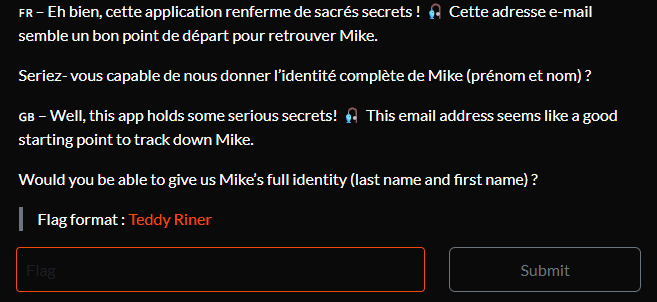 FR – Eh bien, cette application renferme de sacrés secrets ! 🎧 Cette adresse e-mail
semble un bon point de départ pour retrouver Mike.
Seriez- vous capable de nous donner l'identité complète de Mike (prénom et nom) ?
GB – Well, this app holds some serious secrets! 🎧 This email address seems like a good
starting point to track down Mike.
Would you be able to give us Mike's full identity (last name and first name) ?
Flag format : Teddy Riner
Flag
Submit